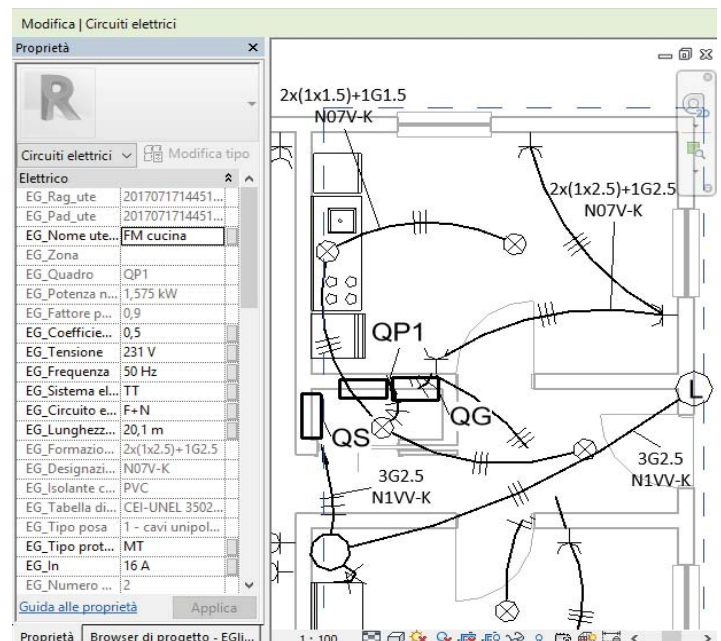 Modifica | Circuiti elettrici
Proprietà
Circuiti elettrici
Modifica tipo
Elettrico
EG_Rag_ute 2017071714451...
EG_Pad_ute 2017071714451...
EG_Nome ute... FM cucina
EG_Zona
EG_Quadro QP1
EG_Potenza n... 1,575 kW
EG_Fattore p... 0,9
EG_Coefficie... 0,5
EG_Tensione 231 V
EG_Frequenza 50 Hz
EG_Sistema el... TT
EG_Circuito e... F+N
EG_Lunghezz... 20,1 m
EG_Formazio... 2x(1x2.5)+1G2.5
EG_Designazi... N07V-K
EG_Isolante c... PVC
EG_Tabella di... CEI-UNEL 3502...
EG_Tipo posa 1 - cavi unipol...
EG_Tipo prot... MT
EG_In 16 A
EG_Numero ... 2
Guida alle proprietà
Applica
Proprietà
Browser di progetto - EGli...
2x(1x1.5)+1G1.5
N07V-K
2D
2x(1x2.5)+1G2.5
N07V-K
QP1
QG
QS
L
3G2.5
N1VV-K
3G2.5
N1VV-K
1 : 100